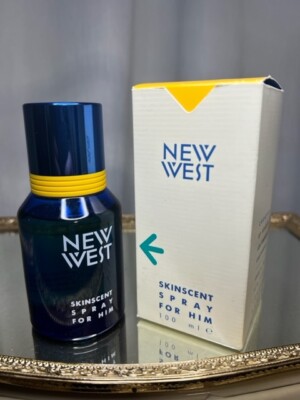 NEW
WEST
SKINSCENT
SPRAY
FOR HIM
NEW
WEST
SKINSCENT
SPRAY
FOR HIM
100 ml e